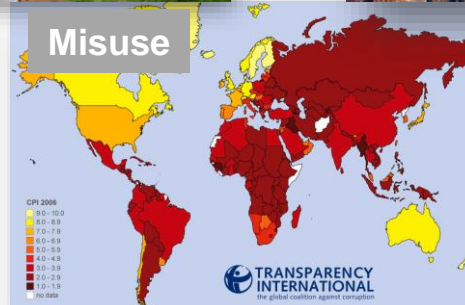 Misuse
CPI 2006
9.0 - 10.0
8.0 - 8.9
7.0 - 7.9
6.0 - 6.9
5.0 - 5.9
4.0 - 4.9
3.0 - 3.9
2.0 - 2.9
1.0 - 1.9
no data
TRANSPARENCY
INTERNATIONAL
the global coalition against corruption